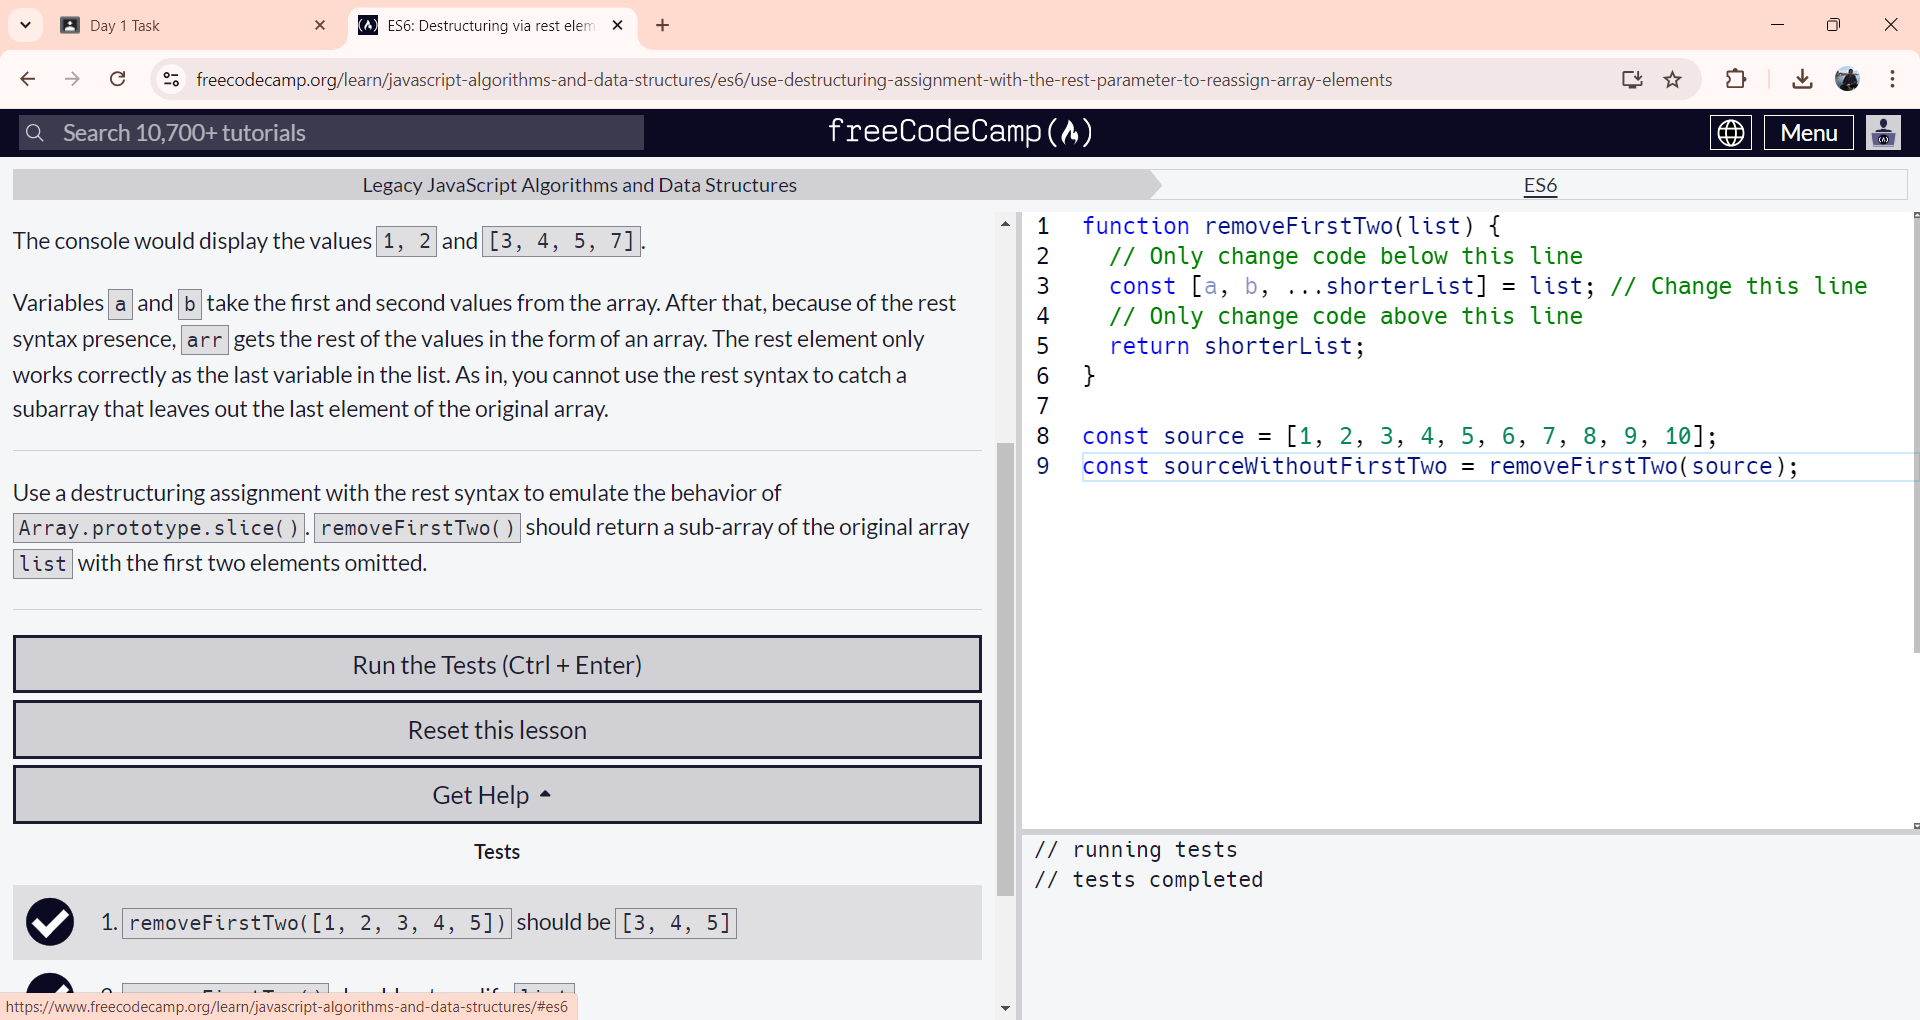 Day 1 Task
ES6: Destructuring via rest elem
freecodecamp.org/learn/javascript-algorithms-and-data-structures/es6/use-destructuring-assignment-with-the-rest-parameter-to-reassign-array-elements
Search 10,700+ tutorials
freeCodeCamp(🔥)
Menu
Legacy JavaScript Algorithms and Data Structures
ES6
The console would display the values 1, 2 and [3, 4, 5, 7].
Variables a and b take the first and second values from the array. After that, because of the rest
syntax presence, arr gets the rest of the values in the form of an array. The rest element only
works correctly as the last variable in the list. As in, you cannot use the rest syntax to catch a
subarray that leaves out the last element of the original array.
Use a destructuring assignment with the rest syntax to emulate the behavior of
Array.prototype.slice(). removeFirstTwo() should return a sub-array of the original array
list with the first two elements omitted.
Run the Tests (Ctrl + Enter)
Reset this lesson
Get Help
Tests
1. removeFirstTwo([1, 2, 3, 4, 5]) should be [3, 4, 5]
https://www.freecodecamp.org/learn/javascript-algorithms-and-data-structures/#es6
1 function removeFirstTwo(list) {
2 // Only change code below this line
3 const [a, b, ...shorterList] = list; // Change this line
4 // Only change code above this line
5 return shorterList;
6 }
7
8 const source = [1, 2, 3, 4, 5, 6, 7, 8, 9, 10];
9 const sourceWithoutFirstTwo = removeFirstTwo(source);
// running tests
// tests completed